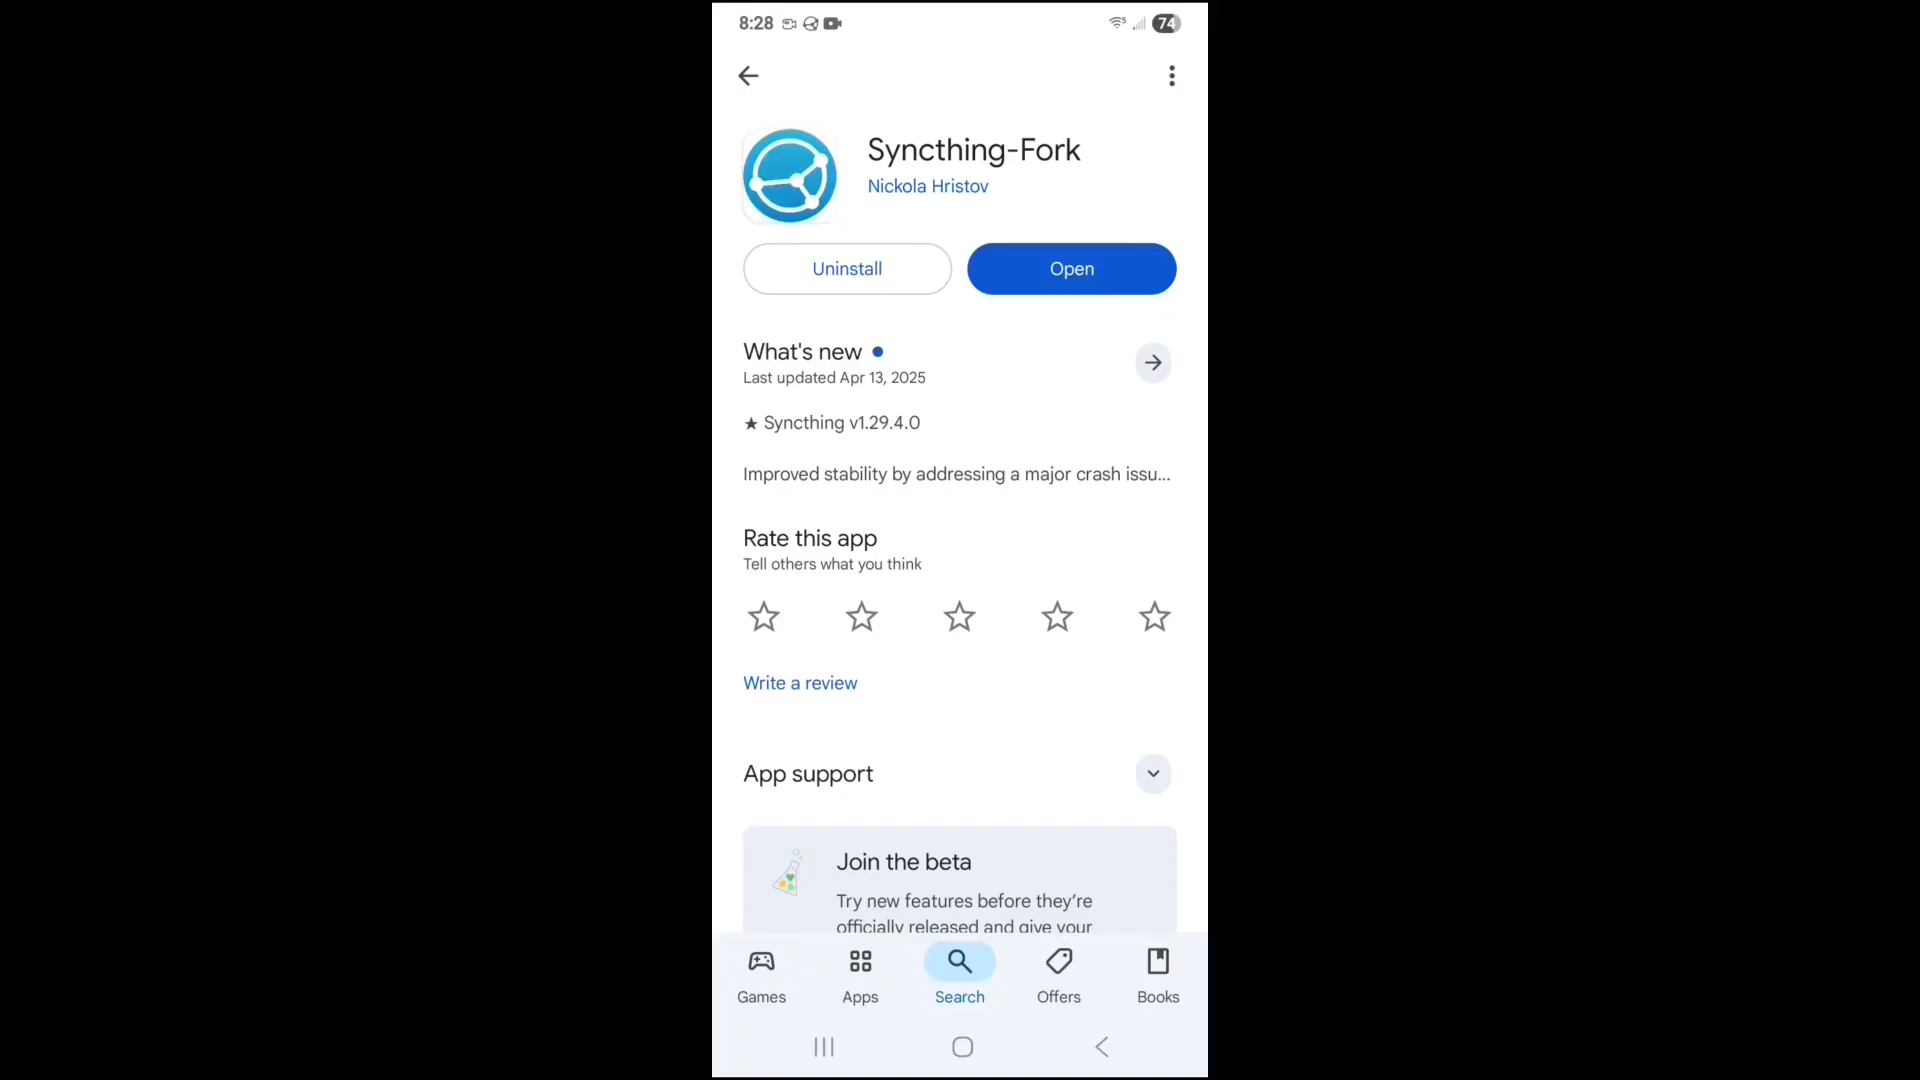 8:28
74
Syncthing-Fork
Nickola Hristov
Uninstall
Open
What's new
Last updated Apr 13, 2025
★ Syncthing v1.29.4.0
Improved stability by addressing a major crash issu...
Rate this app
Tell others what you think
Write a review
App support
Join the beta
Try new features before they’re
officially released and give your
Games
Apps
Search
Offers
Books